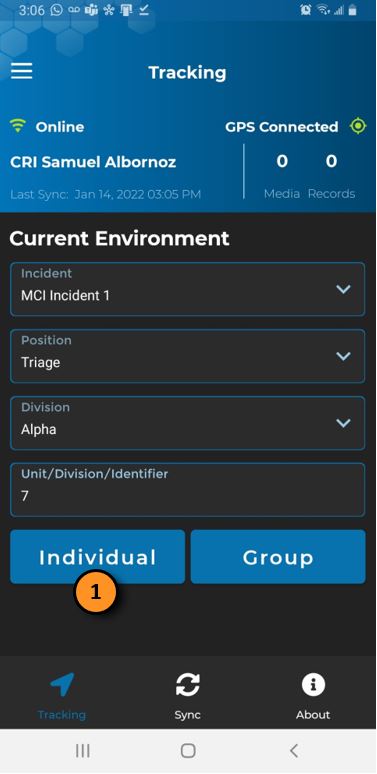 3:06
Tracking
Online
GPS Connected
CRI Samuel Albornoz
0 0
Last Sync: Jan 14, 2022 03:05 PM
Media Records
Current Environment
Incident
MCI Incident 1
Position
Triage
Division
Alpha
Unit/Division/Identifier
7
Individual
Group
1
Tracking
Sync
About